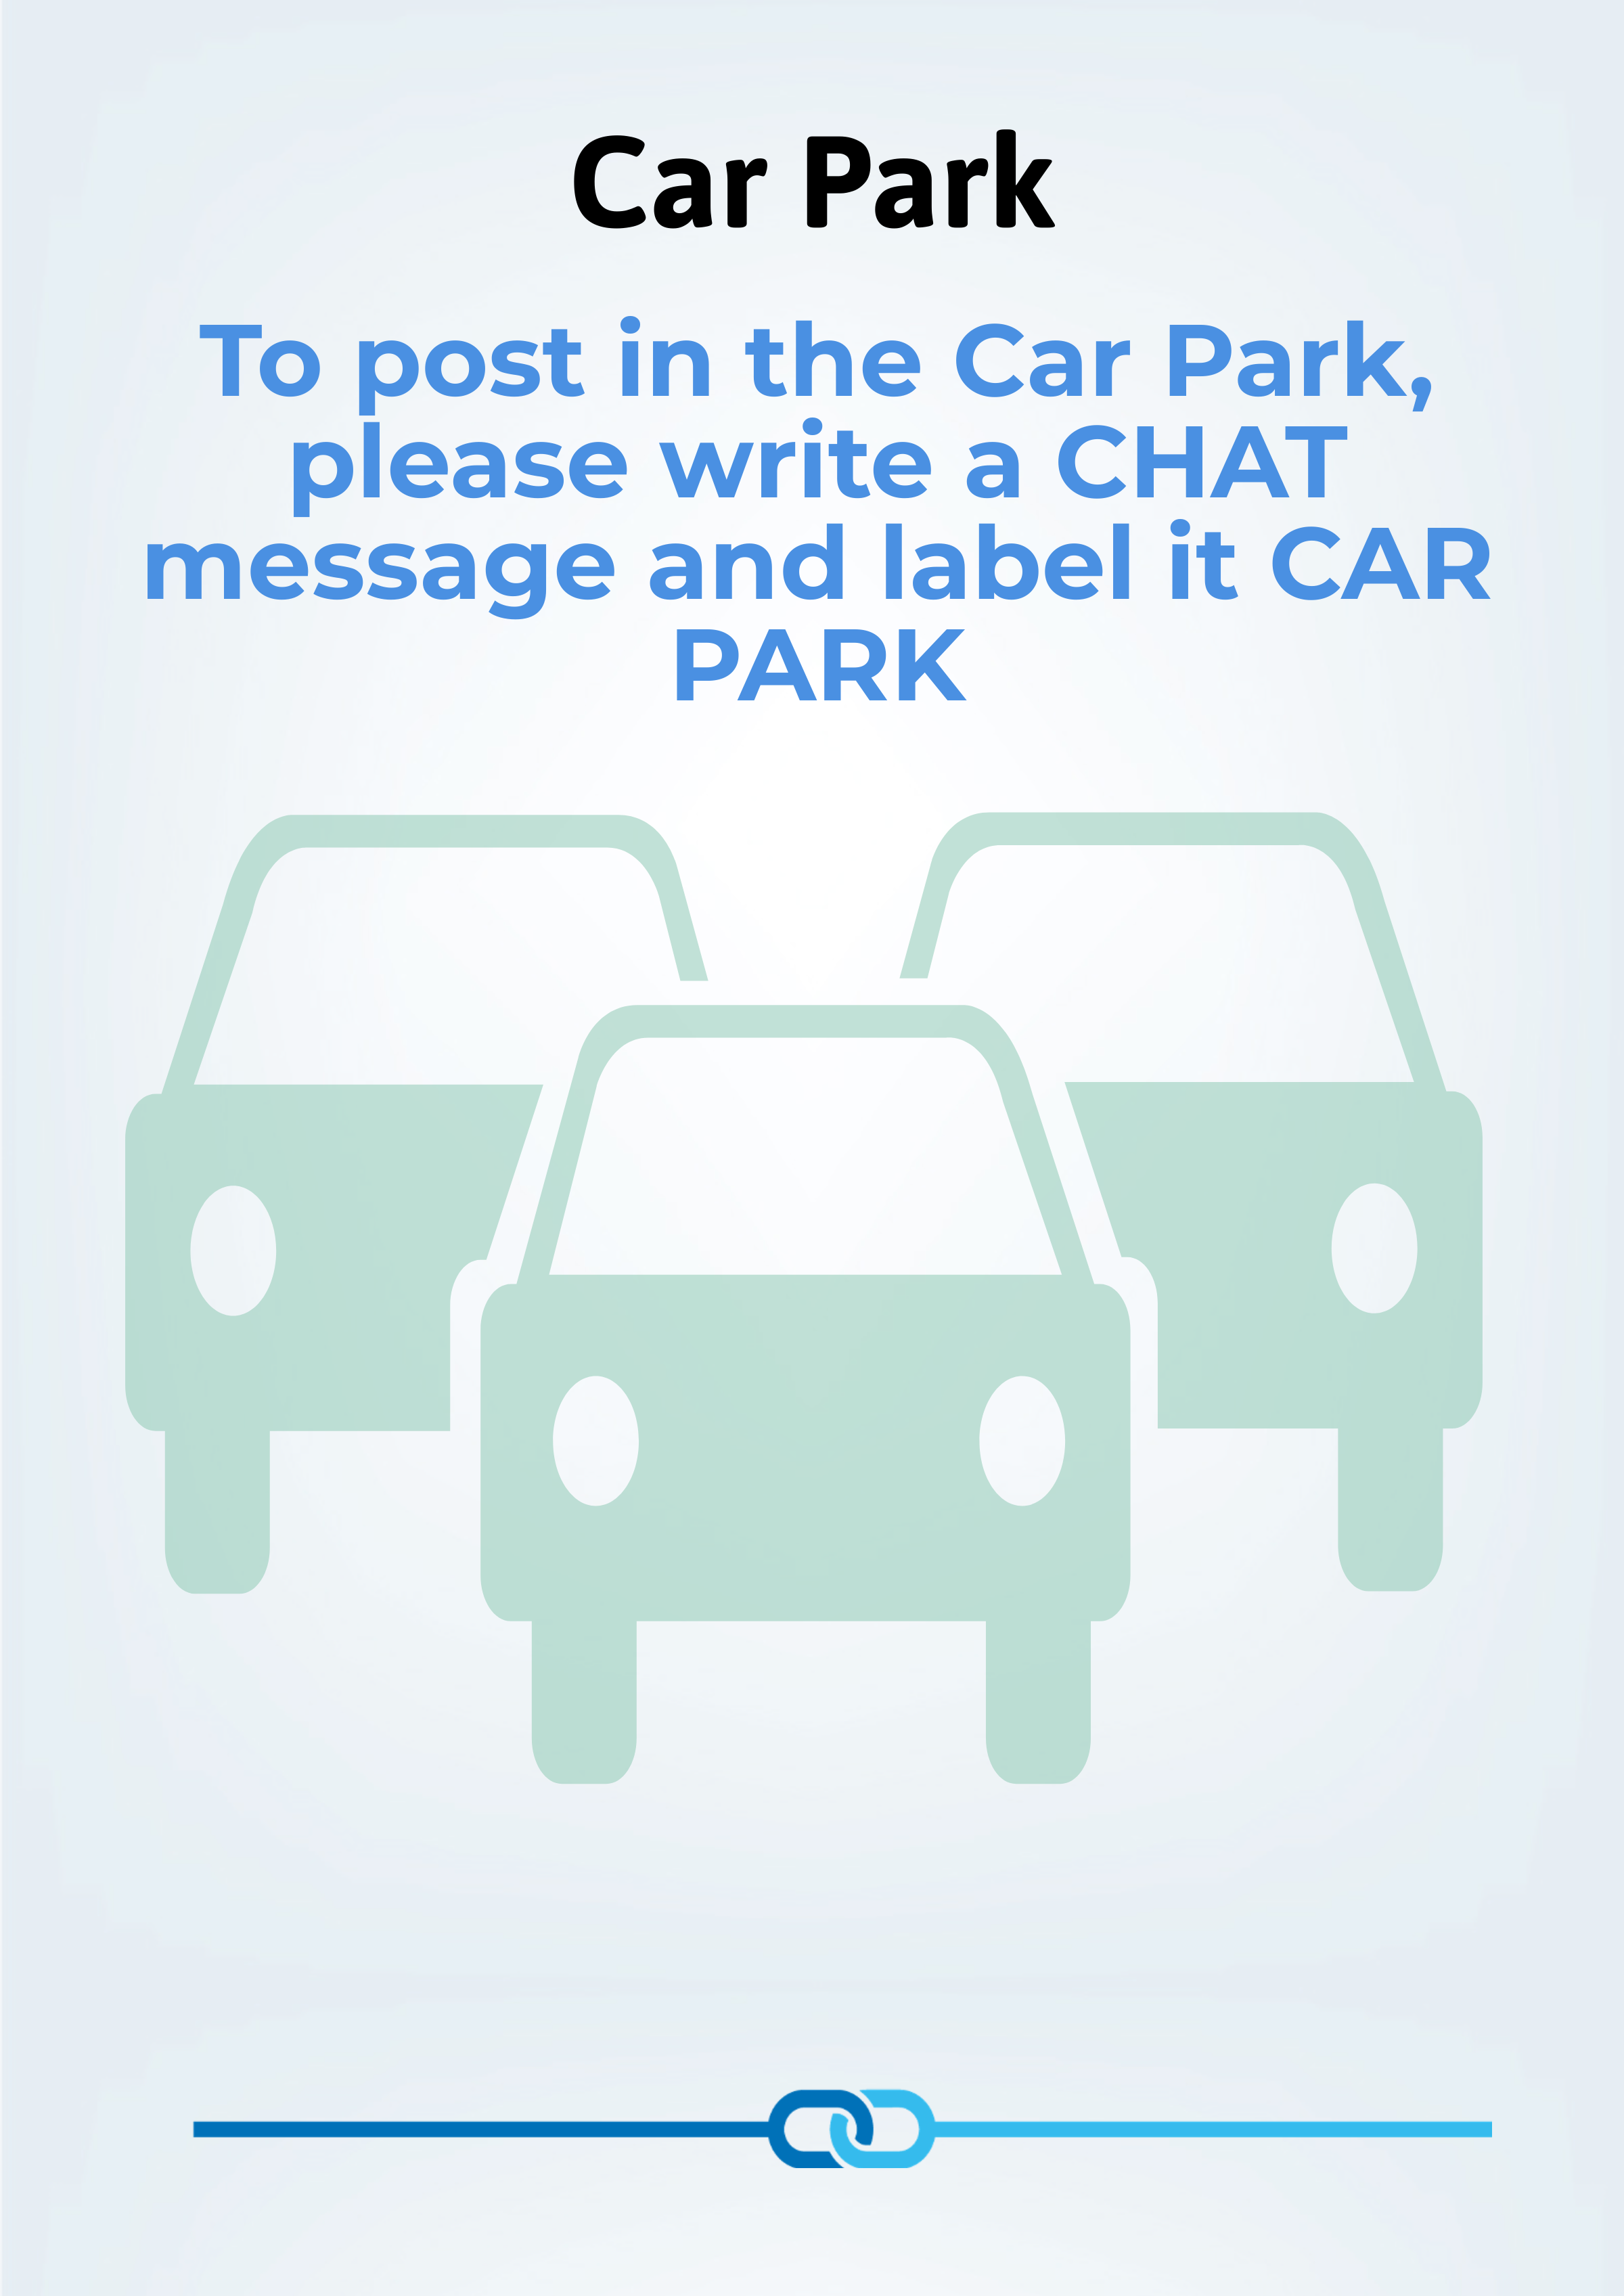 Car Park
To post in the Car Park,
please write a CHAT
message and label it CAR
PARK